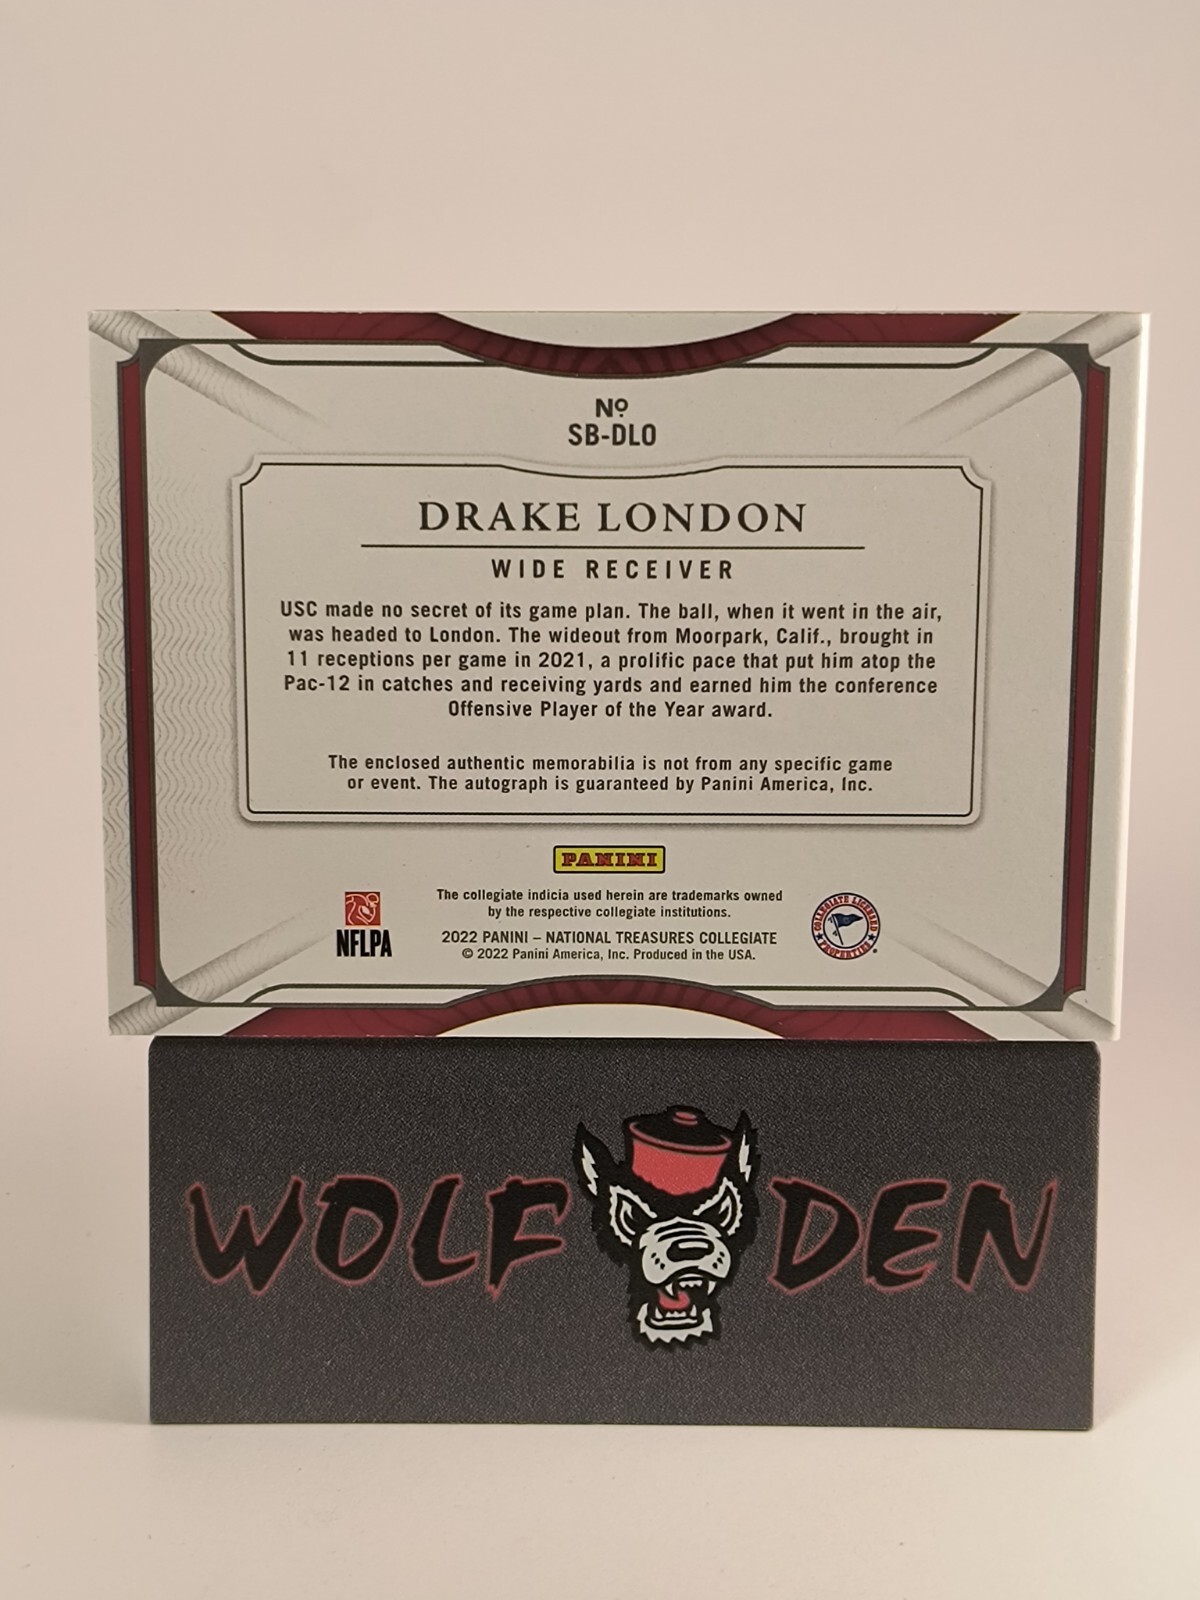 Nº
SB-DLO
DRAKE LONDON
WIDE RECEIVER
USC made no secret of its game plan. The ball, when it went in the air,
was headed to London. The wideout from Moorpark, Calif., brought in
11 receptions per game in 2021, a prolific pace that put him atop the
Pac-12 in catches and receiving yards and earned him the conference
Offensive Player of the Year award.
The enclosed authentic memorabilia is not from any specific game
or event. The autograph is guaranteed by Panini America, Inc.
PANINI
The collegiate indicia used herein are trademarks owned
by the respective collegiate institutions.
2022 PANINI – NATIONAL TREASURES COLLEGIATE
© 2022 Panini America, Inc. Produced in the USA.
NFLPA
COLLEGIATE LICENSED PROPERTIES
WOLF DEN